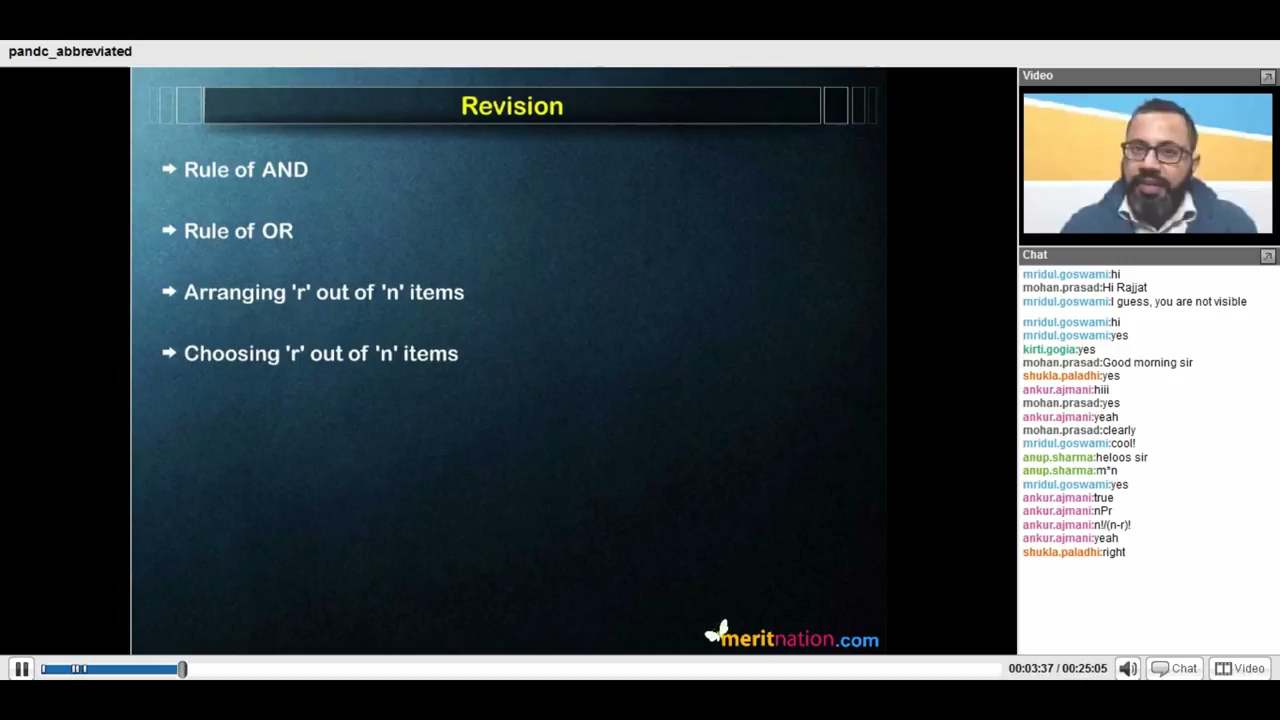 pandc_abbreviated
Revision
Rule of AND
Rule of OR
Arranging 'r' out of 'n' items
Choosing 'r' out of 'n' items
meritnation.com
Video
Chat
mridul.goswami:hi
mohan.prasad:Hi Rajjat
mridul.goswami:I guess, you are not visible
mridul.goswami:hi
mridul.goswami:yes
kirti.gogia:yes
mohan.prasad:Good morning sir
shukla.paladhi:yes
ankur.ajmani:hiii
mohan.prasad:yes
ankur.ajmani:yeah
mohan.prasad:clearly
mridul.goswami:cool!
anup.sharma:heloos sir
anup.sharma:m*n
mridul.goswami:yes
ankur.ajmani:true
ankur.ajmani:nPr
ankur.ajmani:n!/(n-r)!
ankur.ajmani:yeah
shukla.paladhi:right
00:03:37 / 00:25:05
Chat
Video